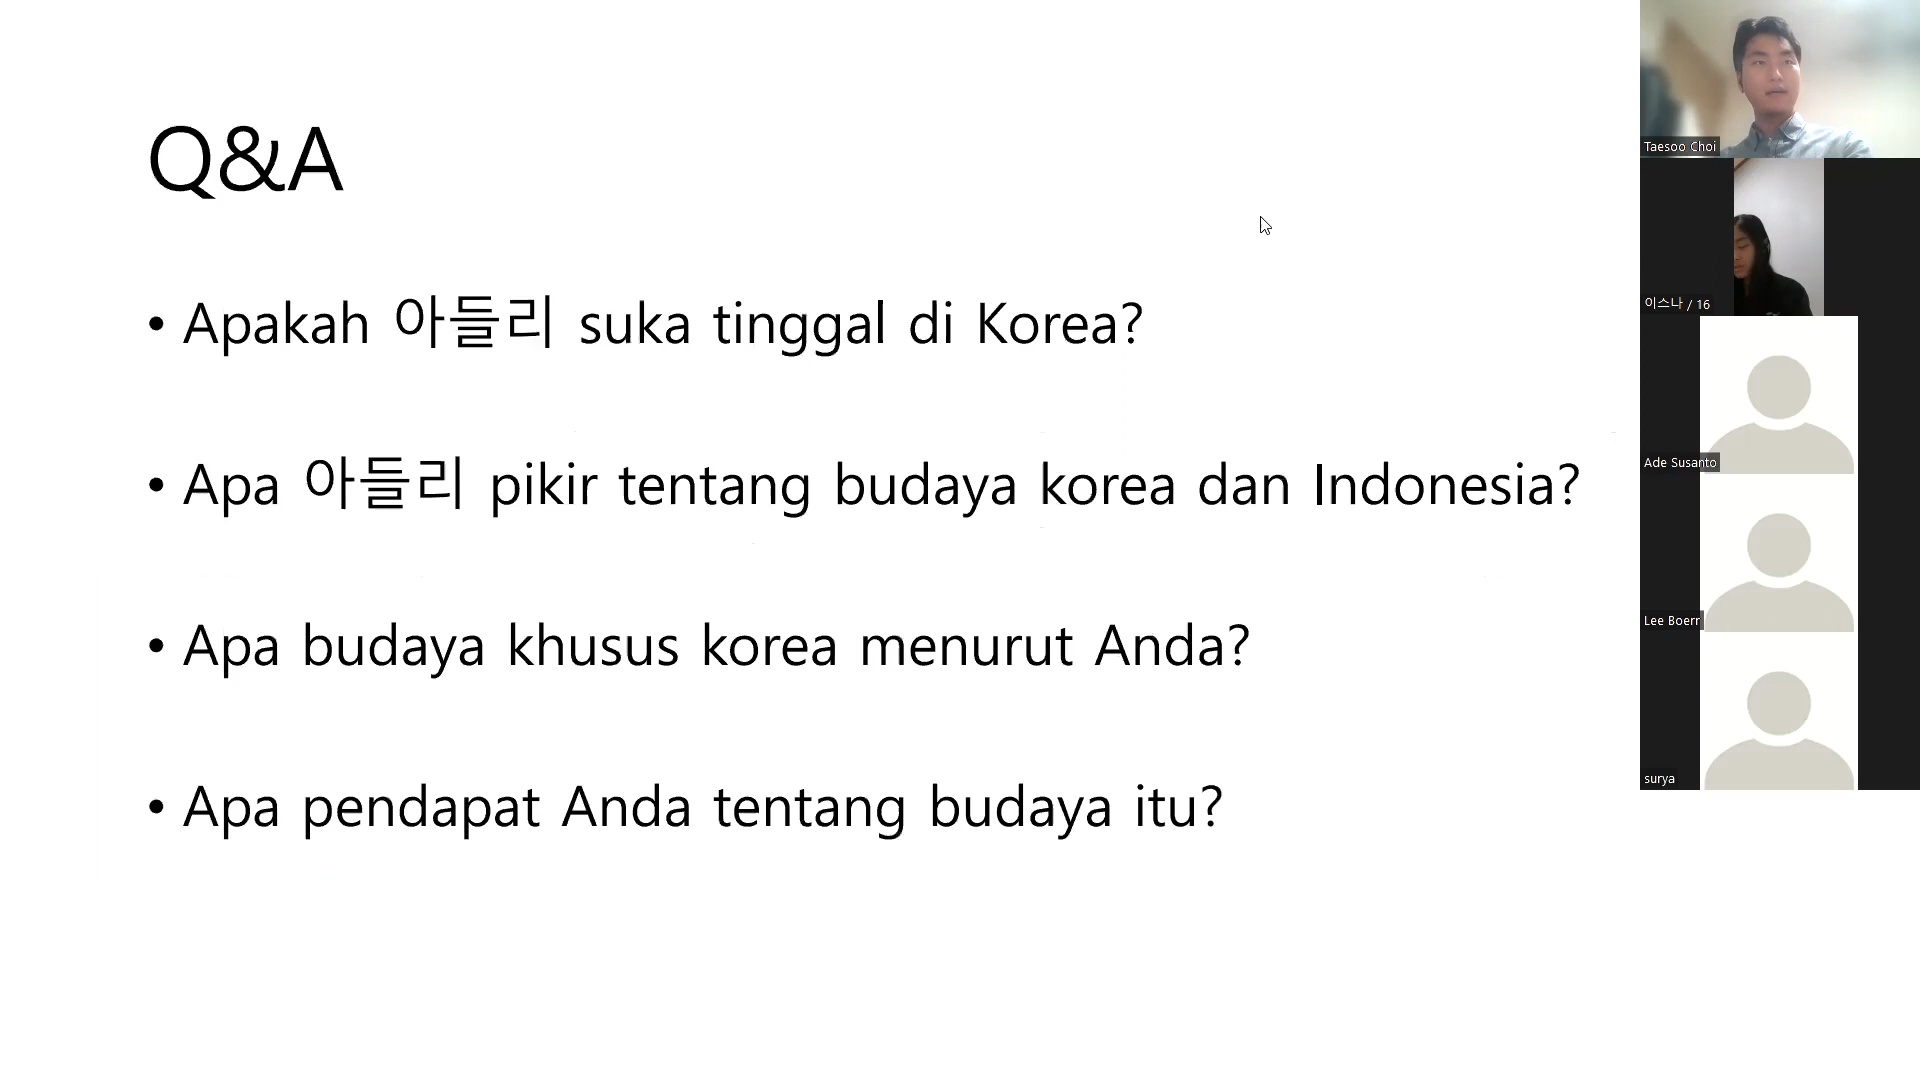 Q&A
• Apakah 아들리 suka tinggal di Korea?
• Apa 아들리 pikir tentang budaya korea dan Indonesia?
• Apa budaya khusus korea menurut Anda?
• Apa pendapat Anda tentang budaya itu?
Taesoo Choi
이스나 / 16
Ade Susanto
Lee Boerr
surya